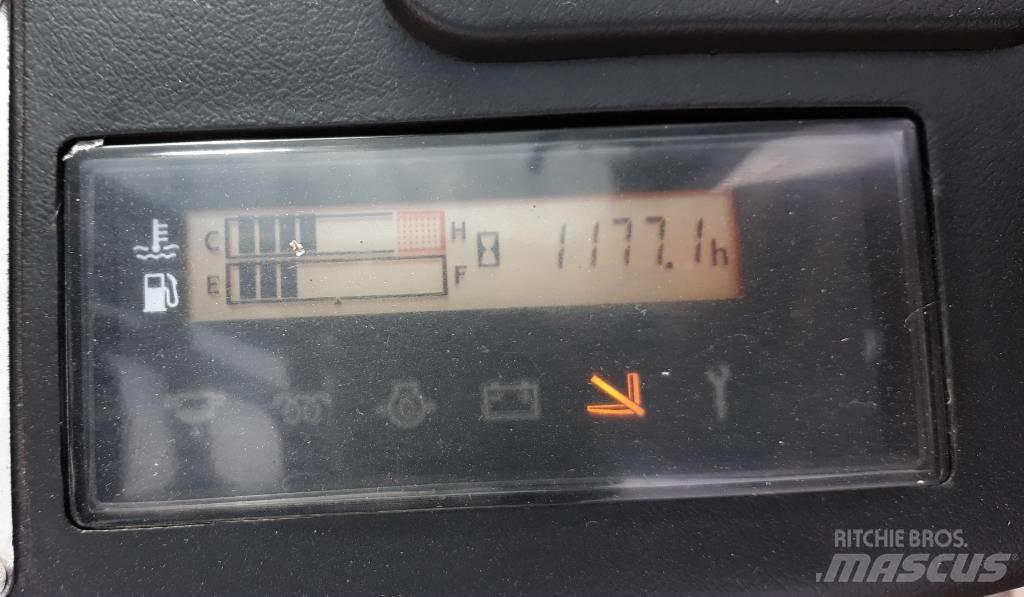 C H 1177.1h
E F
RITCHIE BROS.
MASCUS